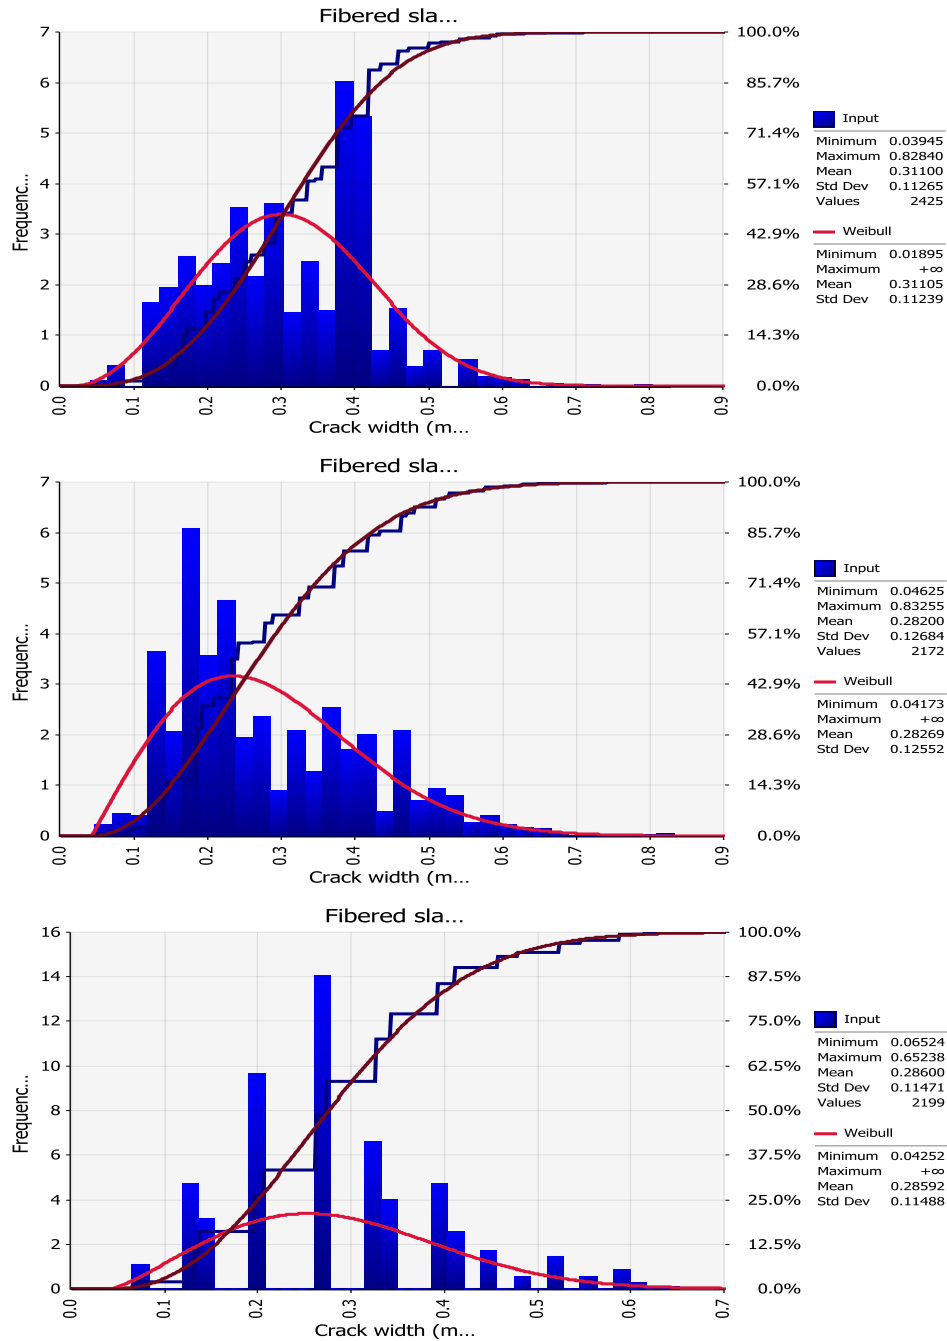 Fibered sla...
7 100.0%
6 85.7%
5 71.4%
4 57.1%
3 42.9%
2 28.6%
1 14.3%
0 0.0%
Frequenc...
0.0 0.1 0.2 0.3 0.4 0.5 0.6 0.7 0.8 0.9
Crack width (m...
Input
Minimum 0.03945
Maximum 0.82840
Mean 0.31100
Std Dev 0.11265
Values 2425
Weibull
Minimum 0.01895
Maximum +∞
Mean 0.31105
Std Dev 0.11239
Fibered sla...
7 100.0%
6 85.7%
5 71.4%
4 57.1%
3 42.9%
2 28.6%
1 14.3%
0 0.0%
Frequenc...
0.0 0.1 0.2 0.3 0.4 0.5 0.6 0.7 0.8 0.9
Crack width (m...
Input
Minimum 0.04625
Maximum 0.83255
Mean 0.28200
Std Dev 0.12684
Values 2172
Weibull
Minimum 0.04173
Maximum +∞
Mean 0.28269
Std Dev 0.12552
Fibered sla...
16 100.0%
14 87.5%
12 75.0%
10 62.5%
8 50.0%
6 37.5%
4 25.0%
2 12.5%
0 0.0%
Frequenc...
0.0 0.1 0.2 0.3 0.4 0.5 0.6 0.7
Crack width (m...
Input
Minimum 0.06524
Maximum 0.65238
Mean 0.28600
Std Dev 0.11471
Values 2199
Weibull
Minimum 0.04252
Maximum +∞
Mean 0.28592
Std Dev 0.11488